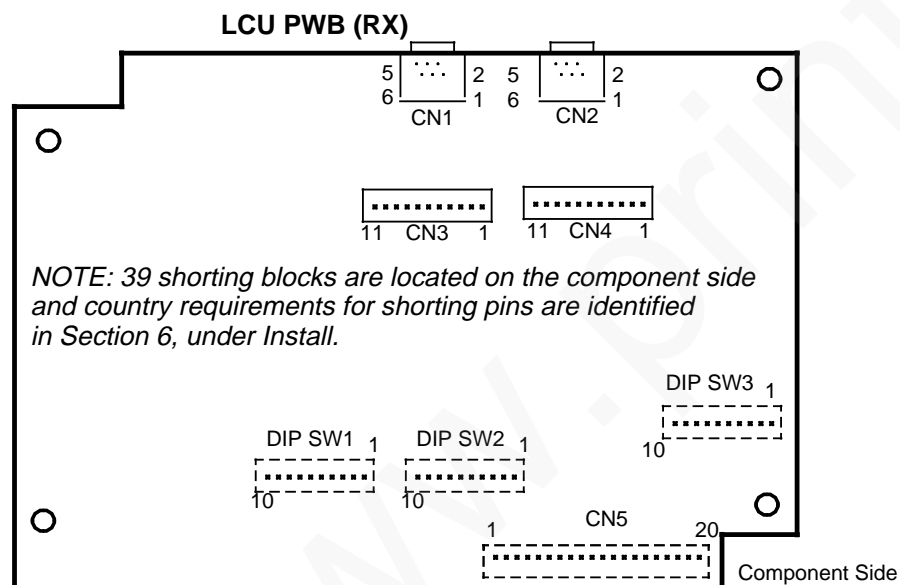 LCU PWB (RX)
5 2 5 2
6 1 6 1
CN1 CN2
11 CN3 1 11 CN4 1
NOTE: 39 shorting blocks are located on the component side
and country requirements for shorting pins are identified
in Section 6, under Install.
DIP SW3 1
10
DIP SW1 1 DIP SW2 1
10 10
1 CN5 20
Component Side
www.prin